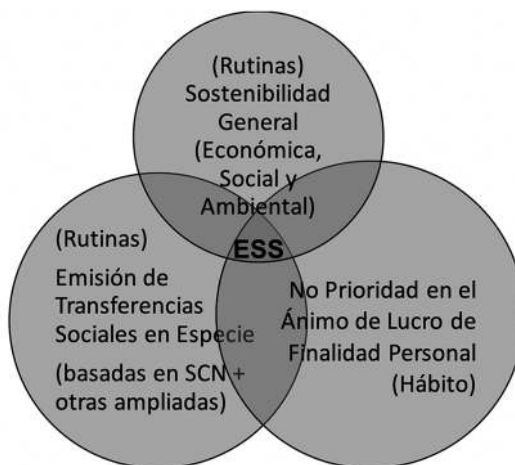 (Rutinas)
Sostenibilidad
General
(Económica,
Social y
Ambiental)
ESS
(Rutinas)
Emisión de
Transferencias
Sociales en Especie
(basadas en SCN +
otras ampliadas)
No Prioridad en el
Ánimo de Lucro de
Finalidad Personal
(Hábito)